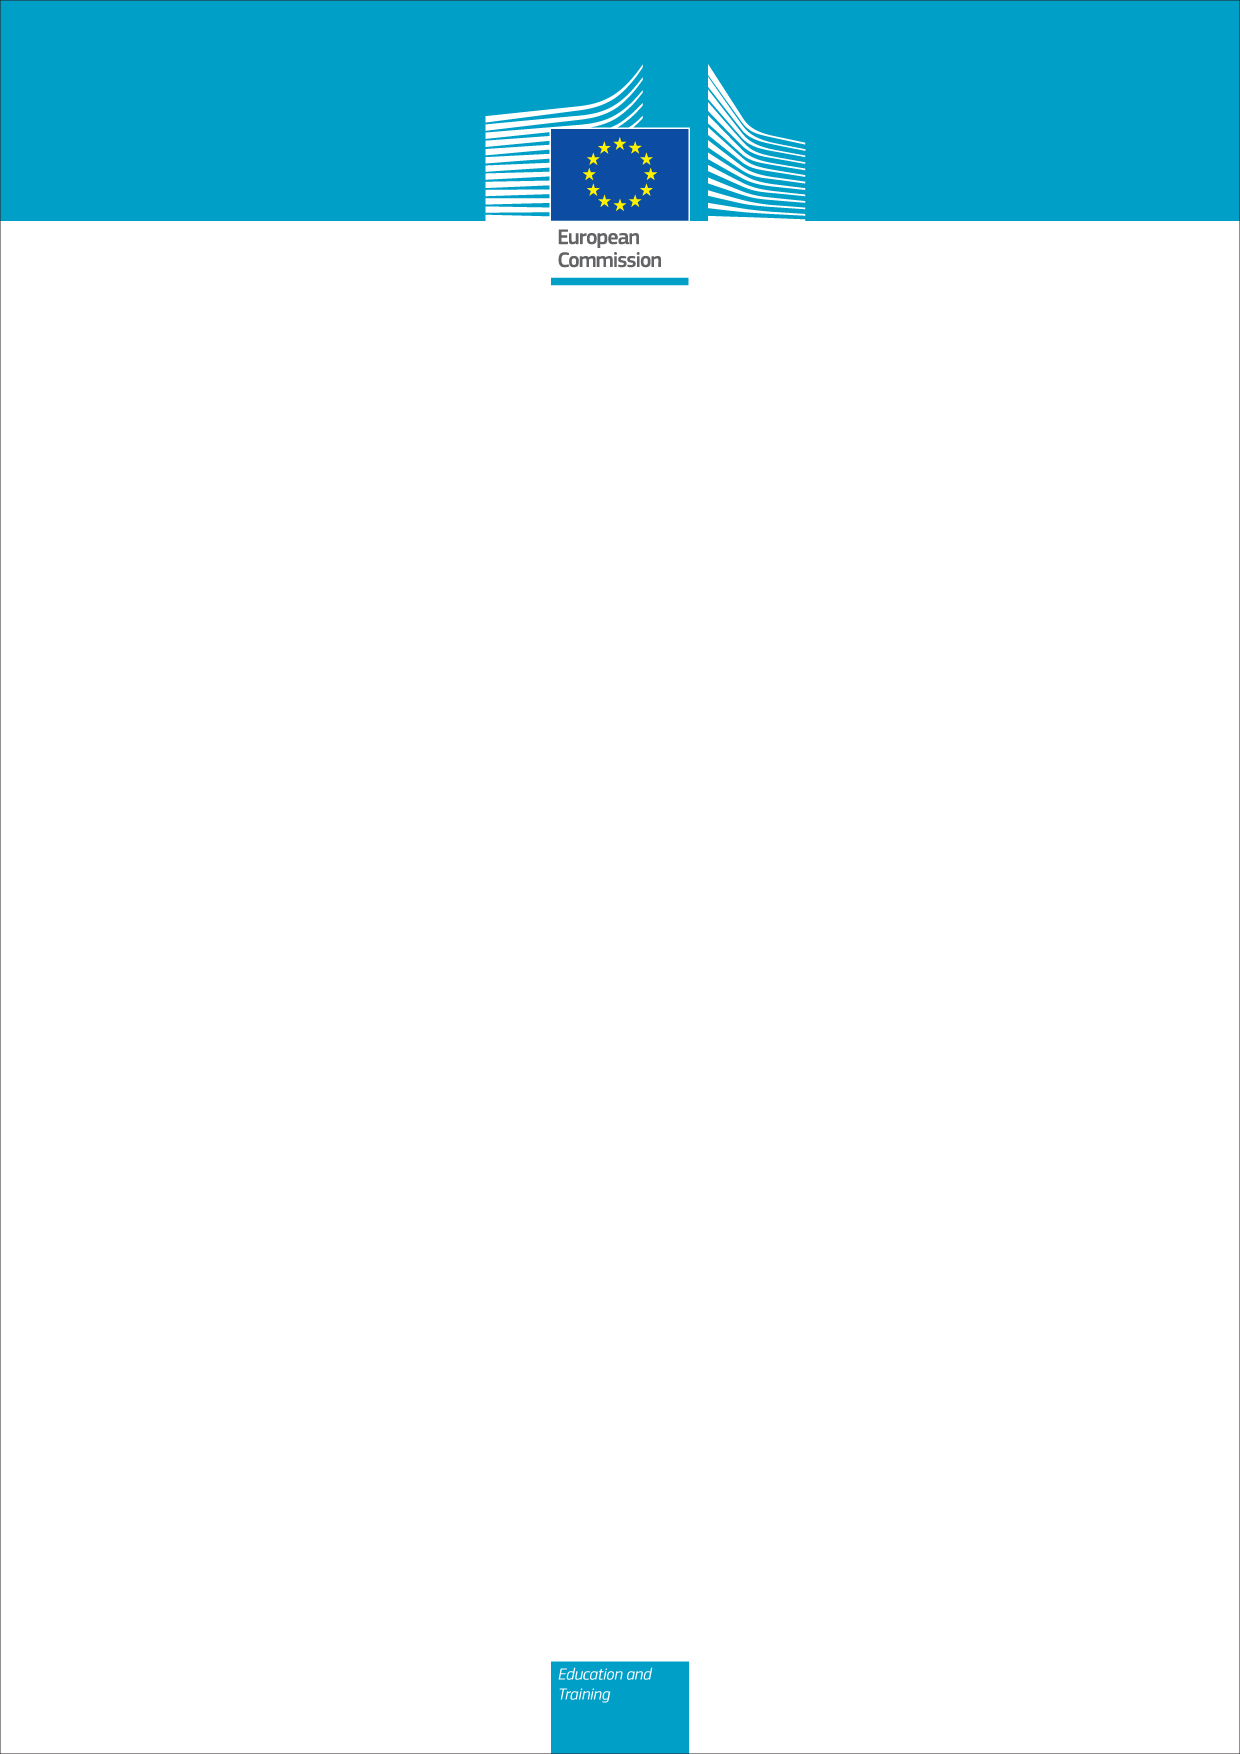 European
Commission
Education and
Training